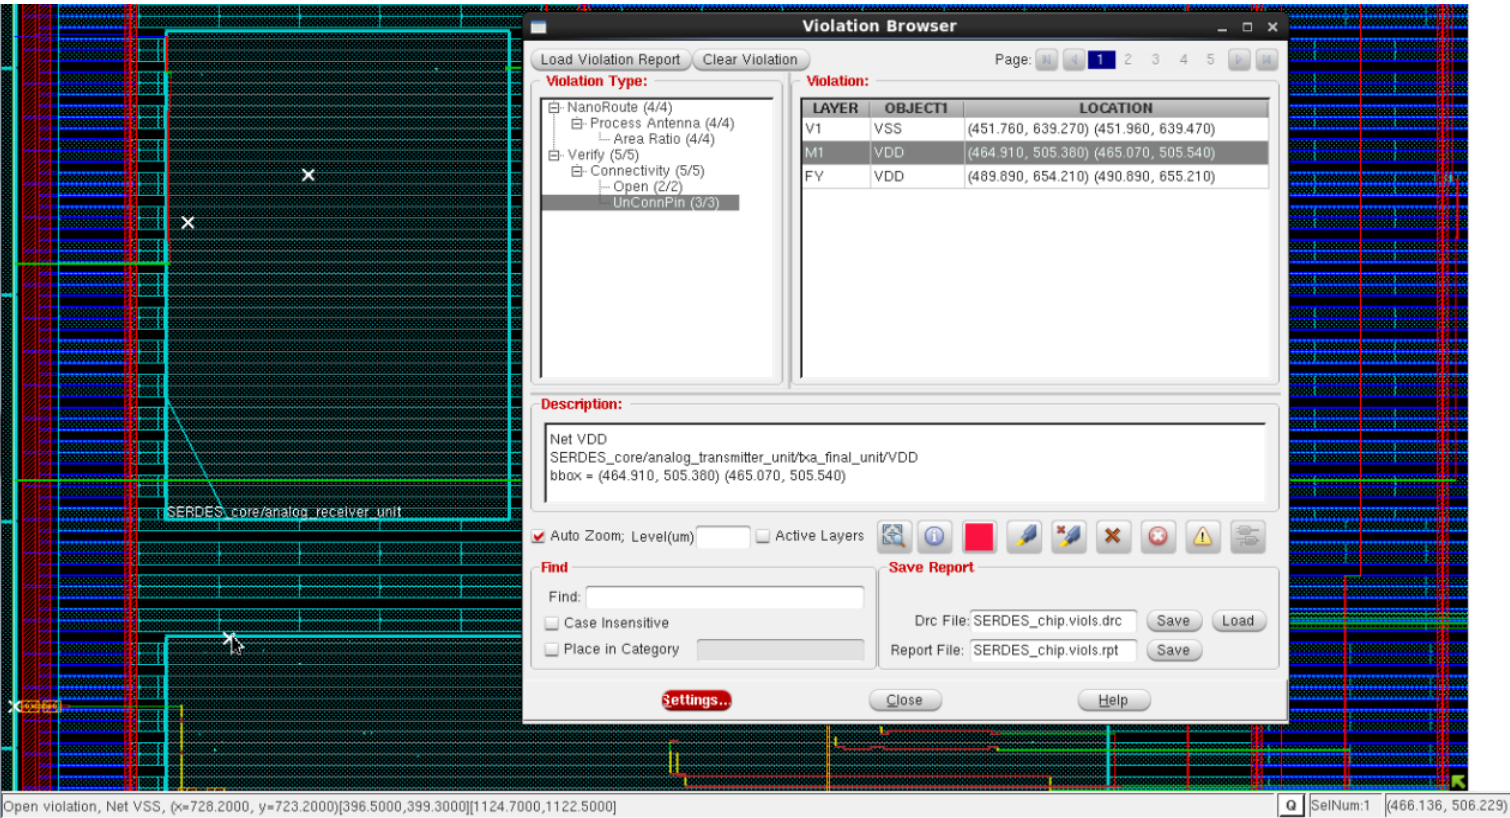 Violation Browser
Load Violation Report
Clear Violation
Page:
1
2
3
4
5
Violation Type:
NanoRoute (4/4)
Process Antenna (4/4)
Area Ratio (4/4)
Verify (5/5)
Connectivity (5/5)
Open (2/2)
UnConnPin (3/3)
Violation:
LAYER OBJECT1 LOCATION
V1 VSS (451.760, 639.270) (451.960, 639.470)
M1 VDD (464.910, 505.380) (465.070, 505.540)
FY VDD (489.890, 654.210) (490.890, 655.210)
Description:
Net VDD
SERDES_core/analog_transmitter_unit/txa_final_unit/VDD
bbox = (464.910, 505.380) (465.070, 505.540)
SERDES_core/analog_receiver_unit
Auto Zoom; Level(um)
Active Layers
Find
Find:
Case Insensitive
Place in Category
Save Report
Drc File: SERDES_chip.viols.drc Save Load
Report File: SERDES_chip.viols.rpt Save
Settings...
Close
Help
Open violation, Net VSS, (x=728.2000, y=723.2000)[396.5000,399.3000][1124.7000,1122.5000]
Q
SelNum:1
(466.136, 506.229)